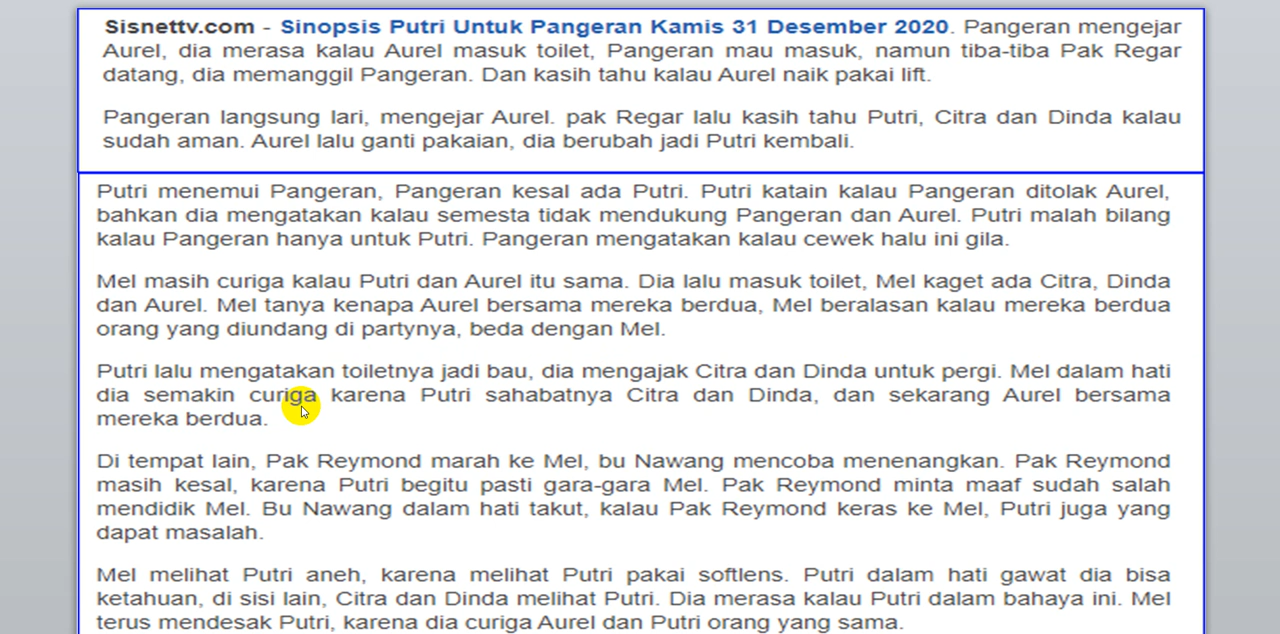 Sisnettv.com - Sinopsis Putri Untuk Pangeran Kamis 31 Desember 2020. Pangeran mengejar
Aurel, dia merasa kalau Aurel masuk toilet, Pangeran mau masuk, namun tiba-tiba Pak Regar
datang, dia memanggil Pangeran. Dan kasih tahu kalau Aurel naik pakai lift.
Pangeran langsung lari, mengejar Aurel. pak Regar lalu kasih tahu Putri, Citra dan Dinda kalau
sudah aman. Aurel lalu ganti pakaian, dia berubah jadi Putri kembali.
Putri menemui Pangeran, Pangeran kesal ada Putri. Putri katain kalau Pangeran ditolak Aurel,
bahkan dia mengatakan kalau semesta tidak mendukung Pangeran dan Aurel. Putri malah bilang
kalau Pangeran hanya untuk Putri. Pangeran mengatakan kalau cewek halu ini gila.
Mel masih curiga kalau Putri dan Aurel itu sama. Dia lalu masuk toilet, Mel kaget ada Citra, Dinda
dan Aurel. Mel tanya kenapa Aurel bersama mereka berdua, Mel beralasan kalau mereka berdua
orang yang diundang di partynya, beda dengan Mel.
Putri lalu mengatakan toiletnya jadi bau, dia mengajak Citra dan Dinda untuk pergi. Mel dalam hati
dia semakin curiga karena Putri sahabatnya Citra dan Dinda, dan sekarang Aurel bersama
mereka berdua.
Di tempat lain, Pak Reymond marah ke Mel, bu Nawang mencoba menenangkan. Pak Reymond
masih kesal, karena Putri begitu pasti gara-gara Mel. Pak Reymond minta maaf sudah salah
mendidik Mel. Bu Nawang dalam hati takut, kalau Pak Reymond keras ke Mel, Putri juga yang
dapat masalah.
Mel melihat Putri aneh, karena melihat Putri pakai softlens. Putri dalam hati gawat dia bisa
ketahuan, di sisi lain, Citra dan Dinda melihat Putri. Dia merasa kalau Putri dalam bahaya ini. Mel
terus mendesak Putri, karena dia curiga Aurel dan Putri orang yang sama.